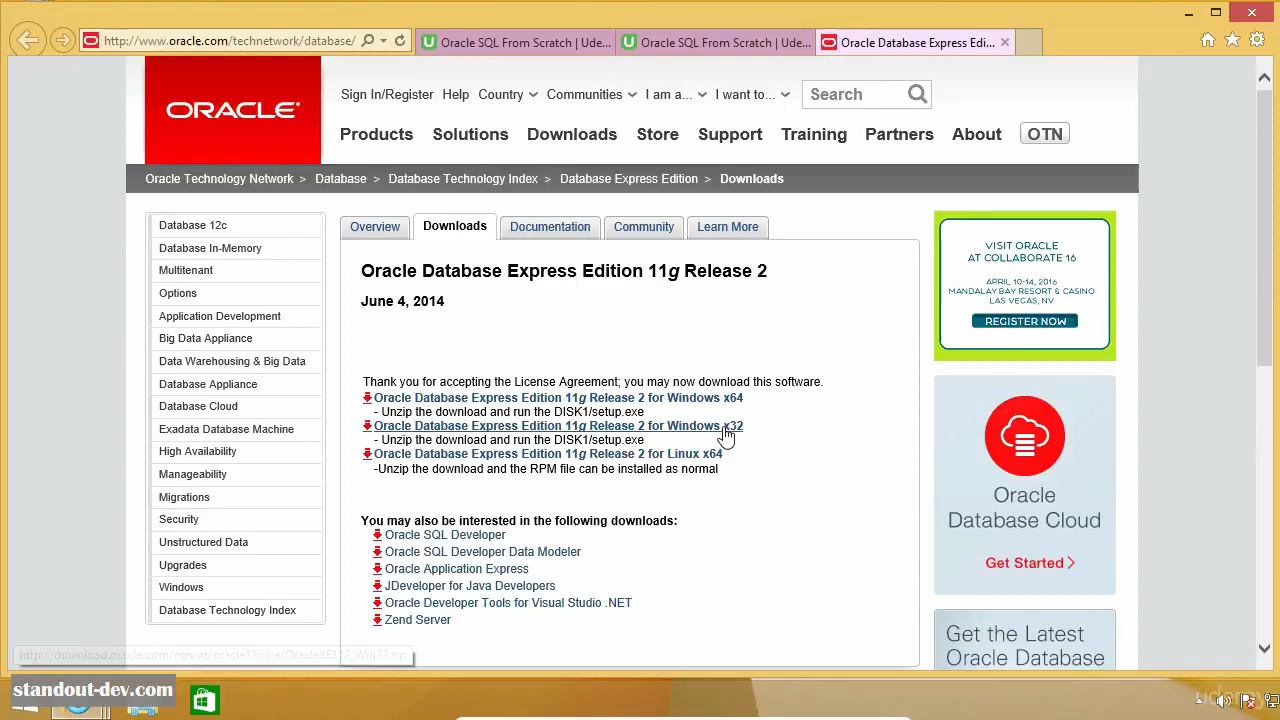 http://www.oracle.com/technetwork/database/
Oracle SQL From Scratch | Ude...
Oracle SQL From Scratch | Ude...
Oracle Database Express Edi...
ORACLE
Sign In/Register Help Country Communities I am a... I want to... Search
Products Solutions Downloads Store Support Training Partners About OTN
Oracle Technology Network > Database > Database Technology Index > Database Express Edition > Downloads
Database 12c
Database In-Memory
Multitenant
Options
Application Development
Big Data Appliance
Data Warehousing & Big Data
Database Appliance
Database Cloud
Exadata Database Machine
High Availability
Manageability
Migrations
Security
Unstructured Data
Upgrades
Windows
Database Technology Index
Overview Downloads Documentation Community Learn More
Oracle Database Express Edition 11g Release 2
June 4, 2014
Thank you for accepting the License Agreement; you may now download this software.
Oracle Database Express Edition 11g Release 2 for Windows x64
- Unzip the download and run the DISK1/setup.exe
Oracle Database Express Edition 11g Release 2 for Windows x32
- Unzip the download and run the DISK1/setup.exe
Oracle Database Express Edition 11g Release 2 for Linux x64
-Unzip the download and the RPM file can be installed as normal
You may also be interested in the following downloads:
Oracle SQL Developer
Oracle SQL Developer Data Modeler
Oracle Application Express
JDeveloper for Java Developers
Oracle Developer Tools for Visual Studio .NET
Zend Server
VISIT ORACLE
AT COLLABORATE 16
APRIL 10-14, 2016
MANDALAY BAY RESORT & CASINO
LAS VEGAS, NV
REGISTER NOW
Oracle
Database Cloud
Get Started
Get the Latest
Oracle Database
standout-dev.com
udemy